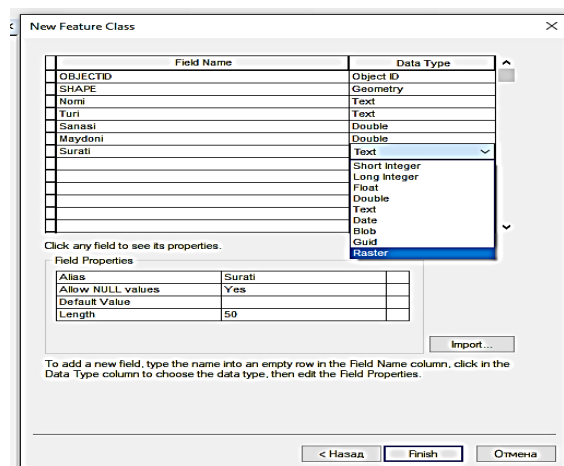 New Feature Class
Field Name Data Type
OBJECTID Object ID
SHAPE Geometry
Nomi Text
Turi Text
Sanasi Double
Maydoni Double
Surati Text
Short Integer
Long Integer
Float
Double
Text
Date
Blob
Guid
Raster
Click any field to see its properties.
Field Properties
Alias Surati
Allow NULL values Yes
Default Value
Length 50
Import...
To add a new field, type the name into an empty row in the Field Name column, click in the
Data Type column to choose the data type, then edit the Field Properties.
< Назад Finish Отмена